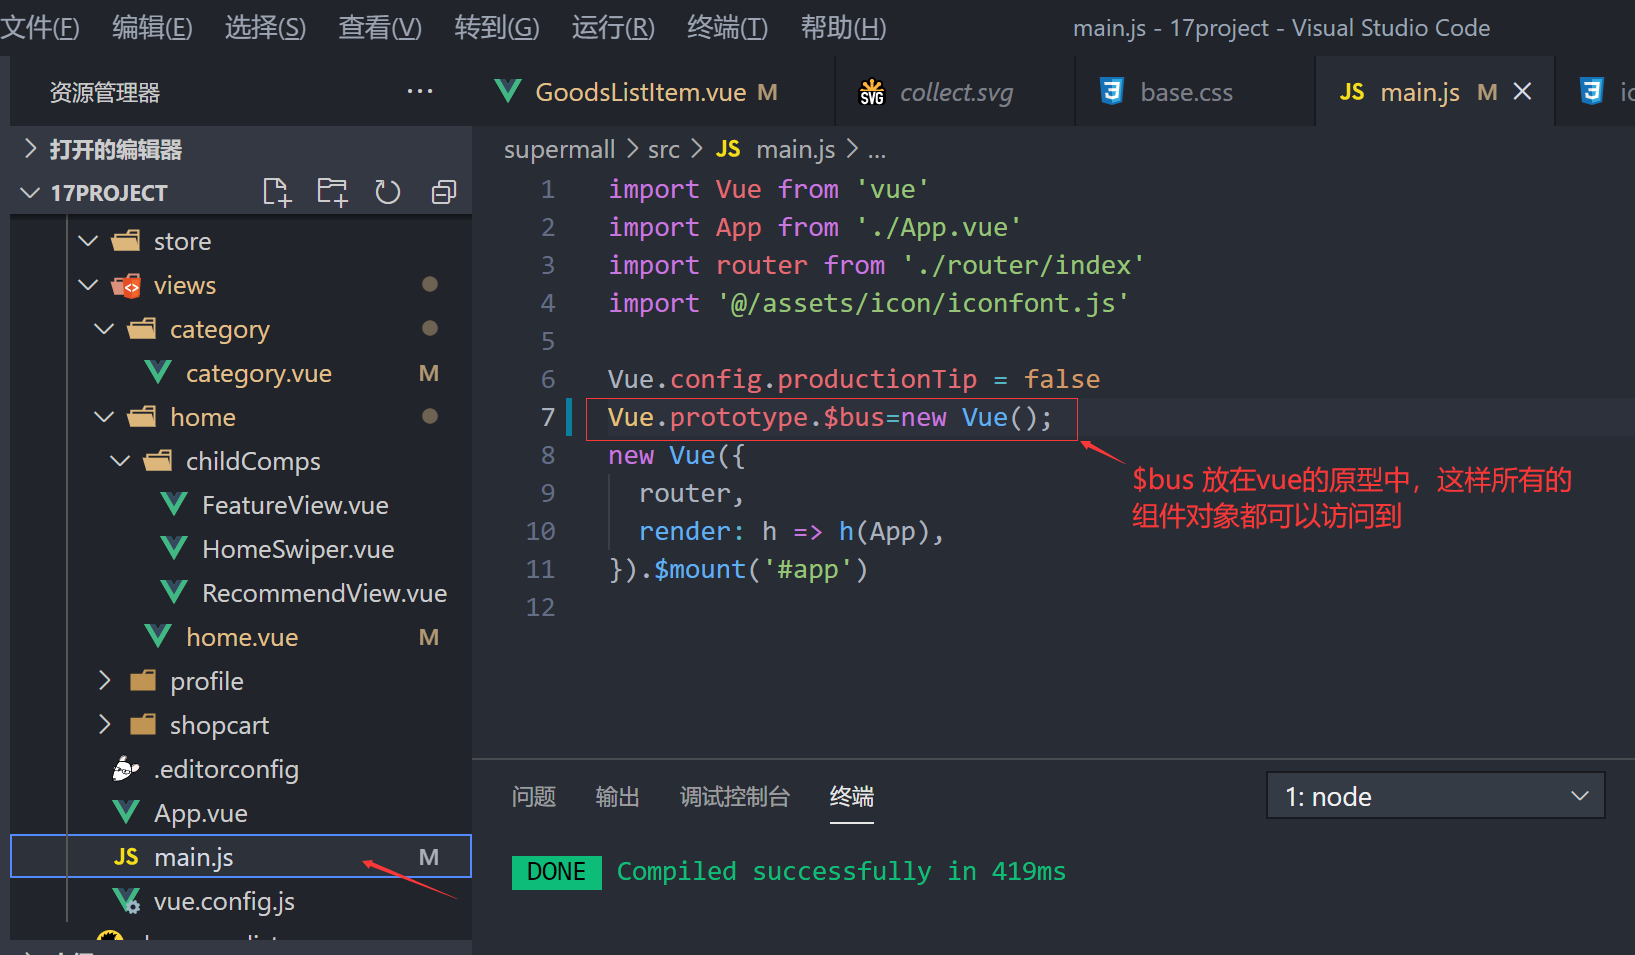 文件(F) 编辑(E) 选择(S) 查看(V) 转到(G) 运行(R) 终端(T) 帮助(H) main.js - 17project - Visual Studio Code
资源管理器 ···
GoodsListItem.vue M
SVG collect.svg
base.css
JS main.js M
打开的编辑器
17PROJECT
store
views
category
category.vue M
home
childComps
FeatureView.vue
HomeSwiper.vue
RecommendView.vue
home.vue M
profile
shopcart
.editorconfig
App.vue
JS main.js M
vue.config.js
supermall > src > JS main.js > ...
1 import Vue from 'vue'
2 import App from './App.vue'
3 import router from './router/index'
4 import '@/assets/icon/iconfont.js'
5
6 Vue.config.productionTip = false
7 Vue.prototype.$bus=new Vue();
8 new Vue({
9 router,
10 render: h => h(App),
11 }).$mount('#app')
12
$bus 放在vue的原型中，这样所有的
组件对象都可以访问到
问题 输出 调试控制台 终端 1: node
DONE Compiled successfully in 419ms